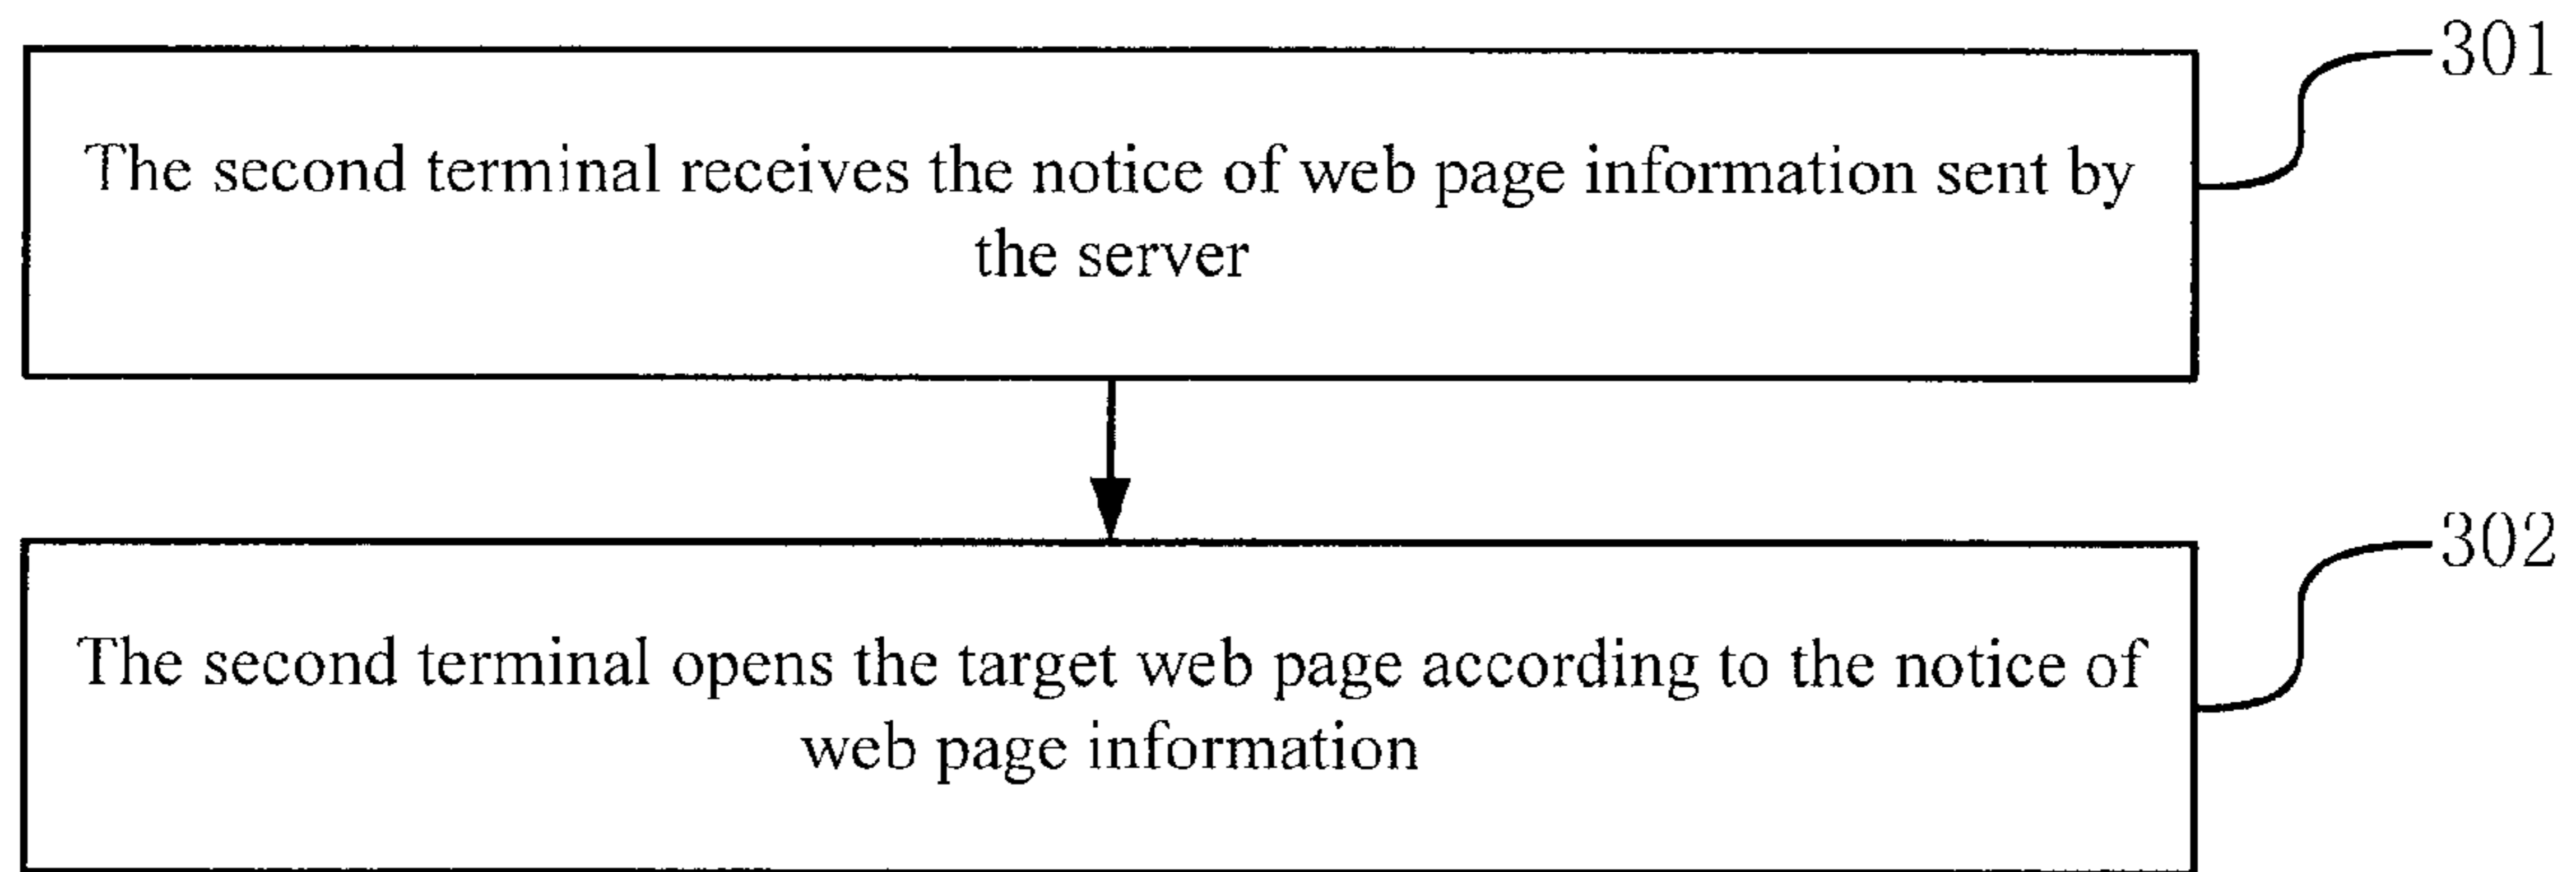 301
The second terminal receives the notice of web page information sent by
the server
302
The second terminal opens the target web page according to the notice of
web page information